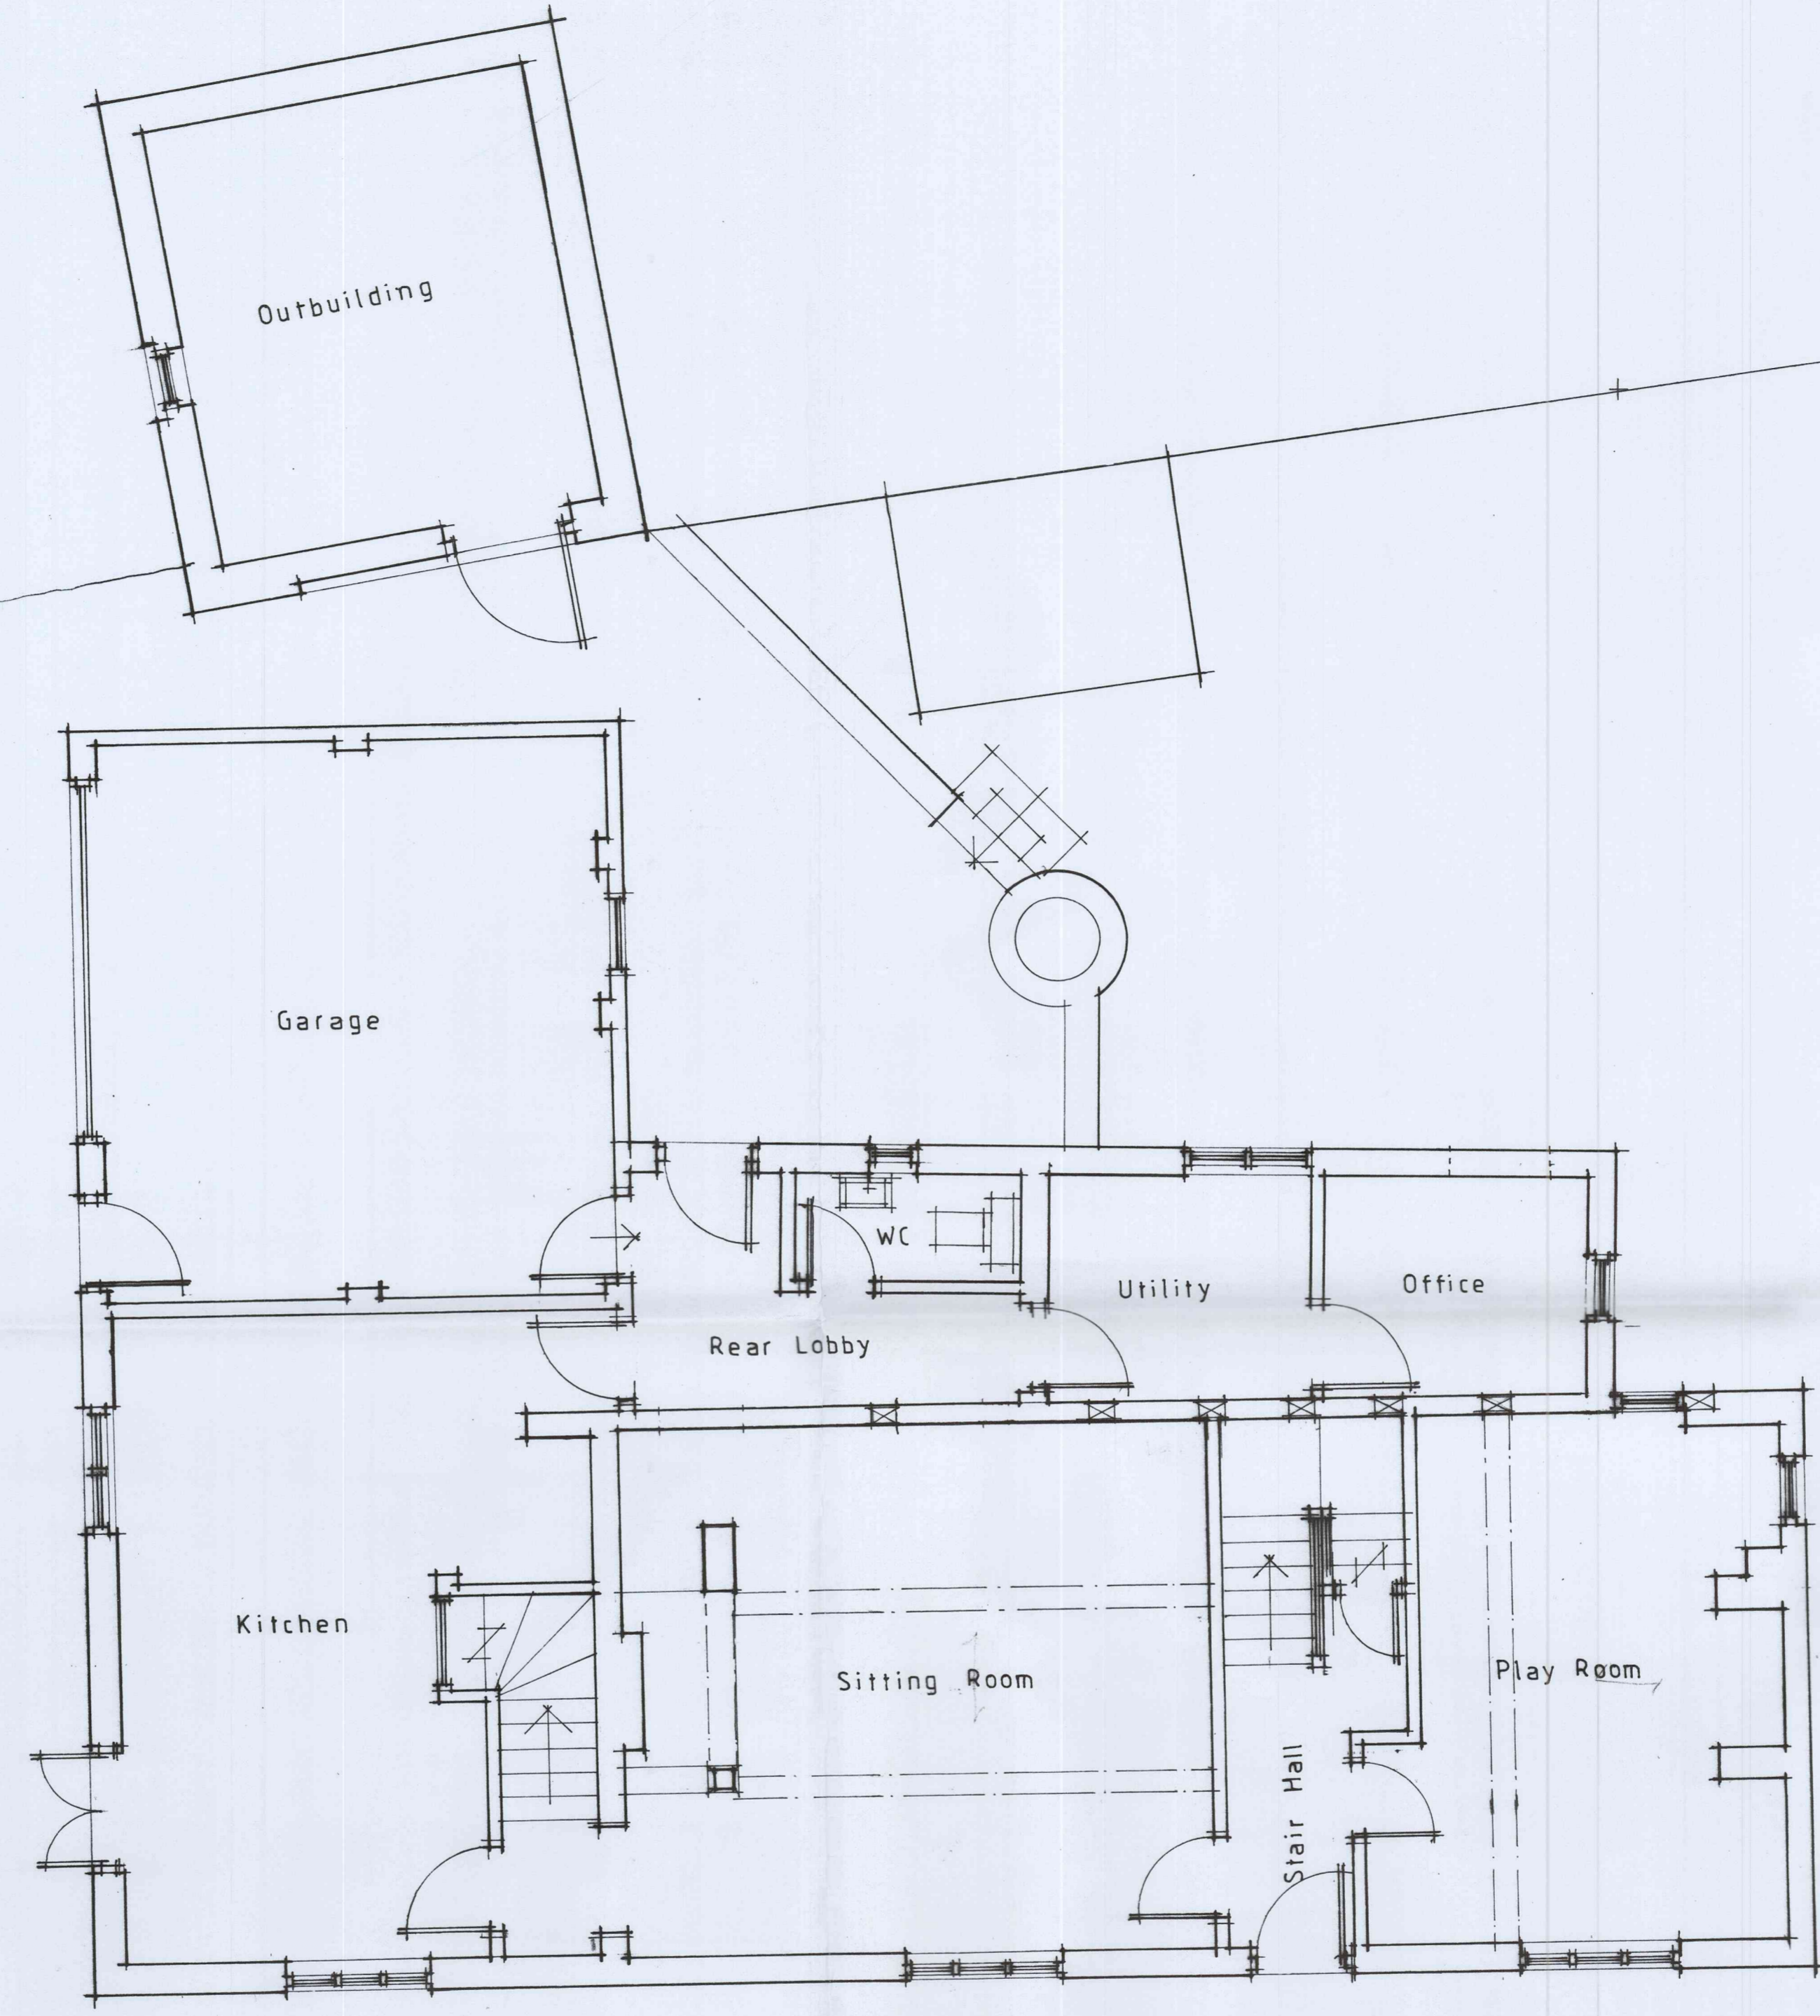 Outbuilding
Garage
WC
Utility
Office
Rear Lobby
Kitchen
Sitting Room
Play Room
Stair Hall